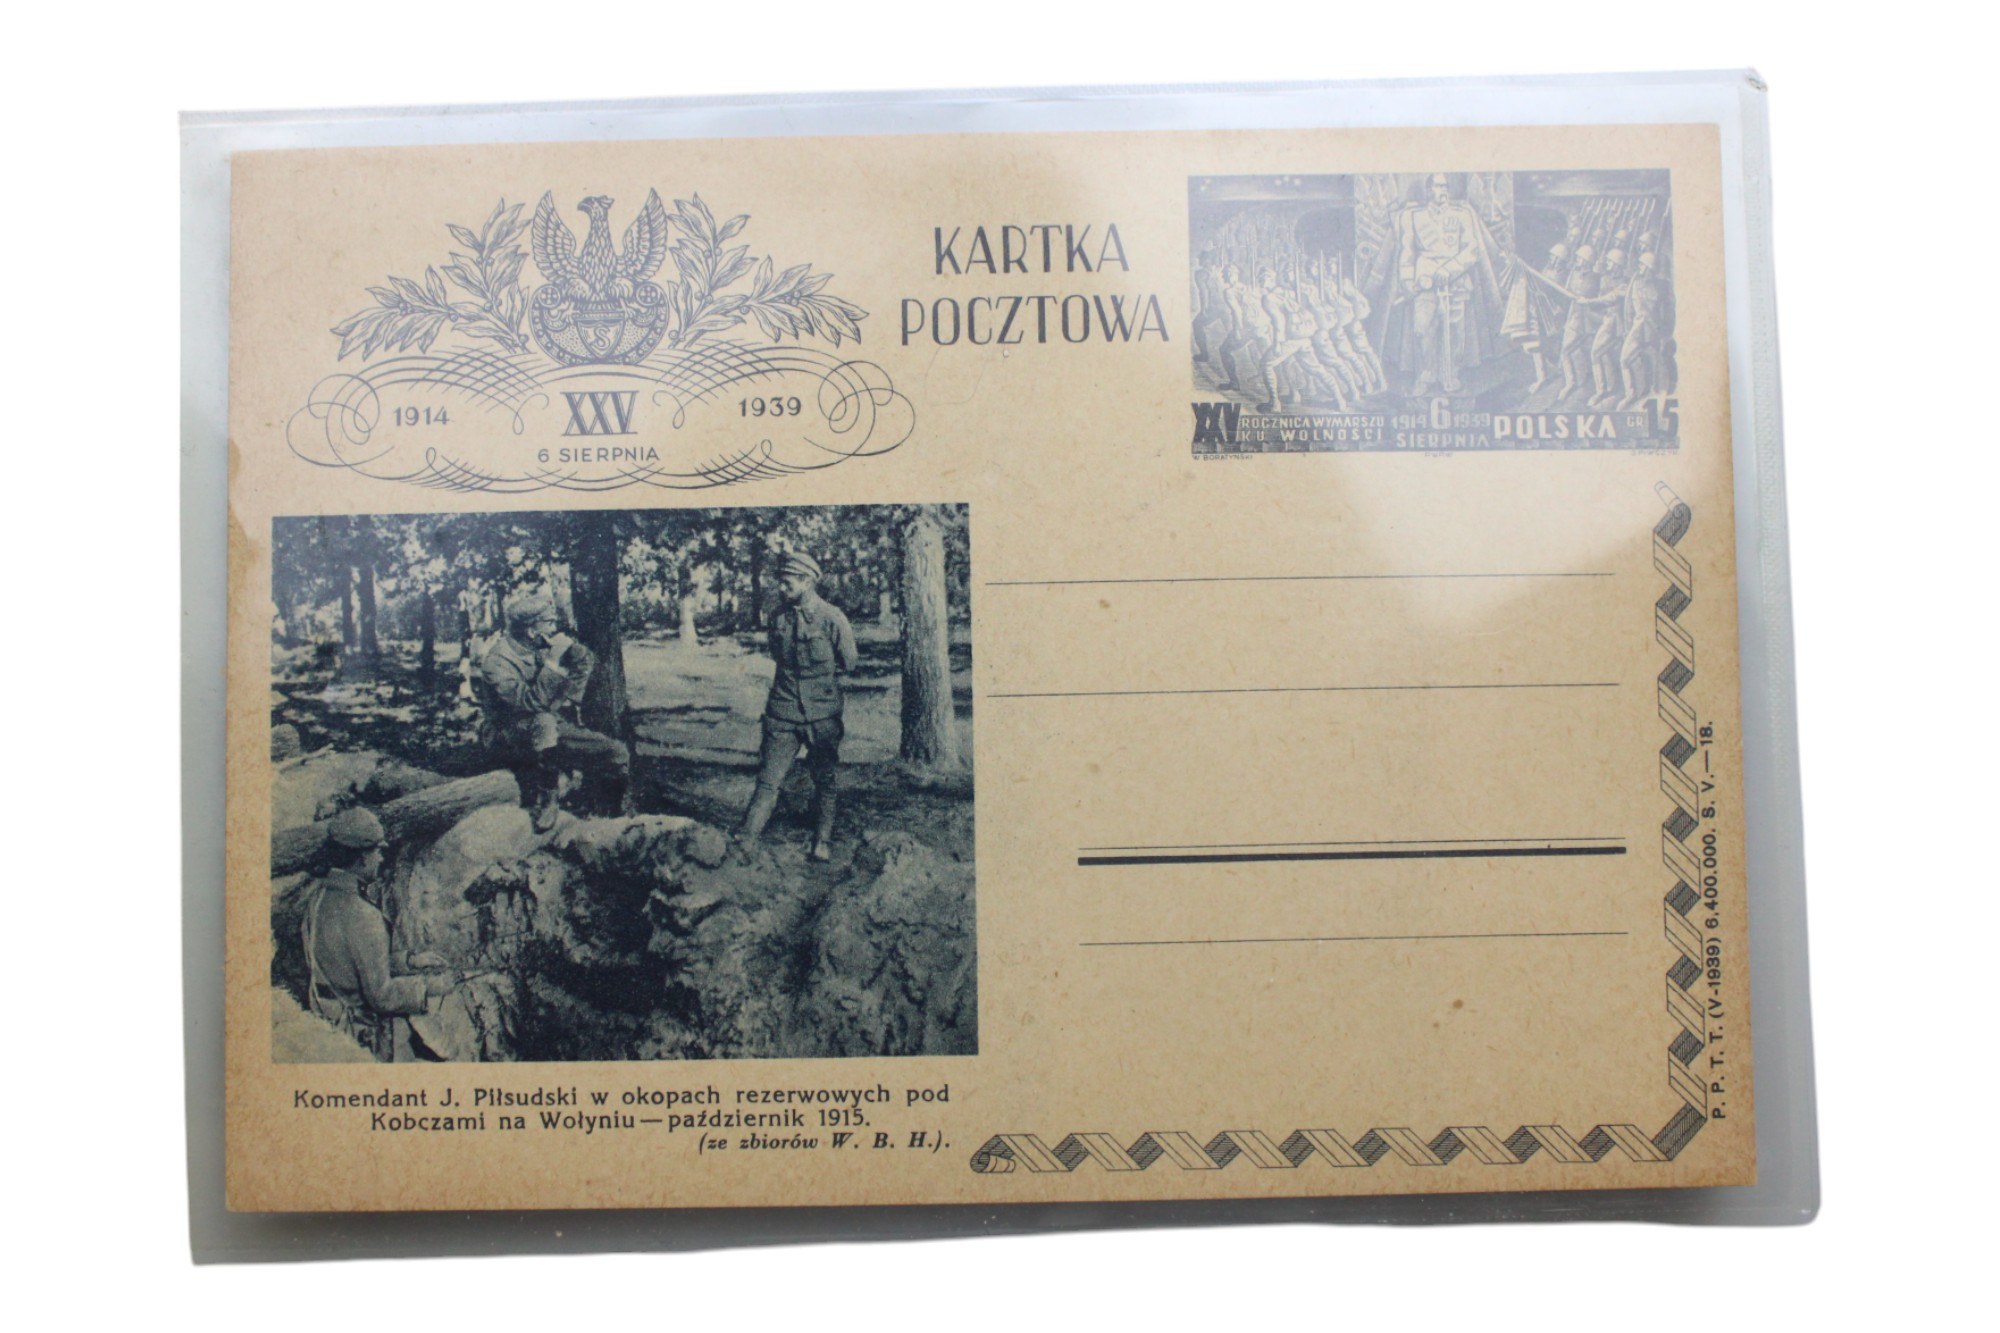 KARTKA
POCZTOWA
1914 XXV 1939
6 SIERPNIA
XXV ROCZNICA WYMARSZU
KU WOLNOŚCI
1914 6 1939
SIERPNIA
POLSKA GR. 15
W. BORATYŃSKI
Komendant J. Piłsudski w okopach rezerwowych pod
Kobczami na Wołyniu — październik 1915.
(ze zbiorów W. B. H.).
P. P. T. T. (V-1939) 6.400.000. S. V.—18.